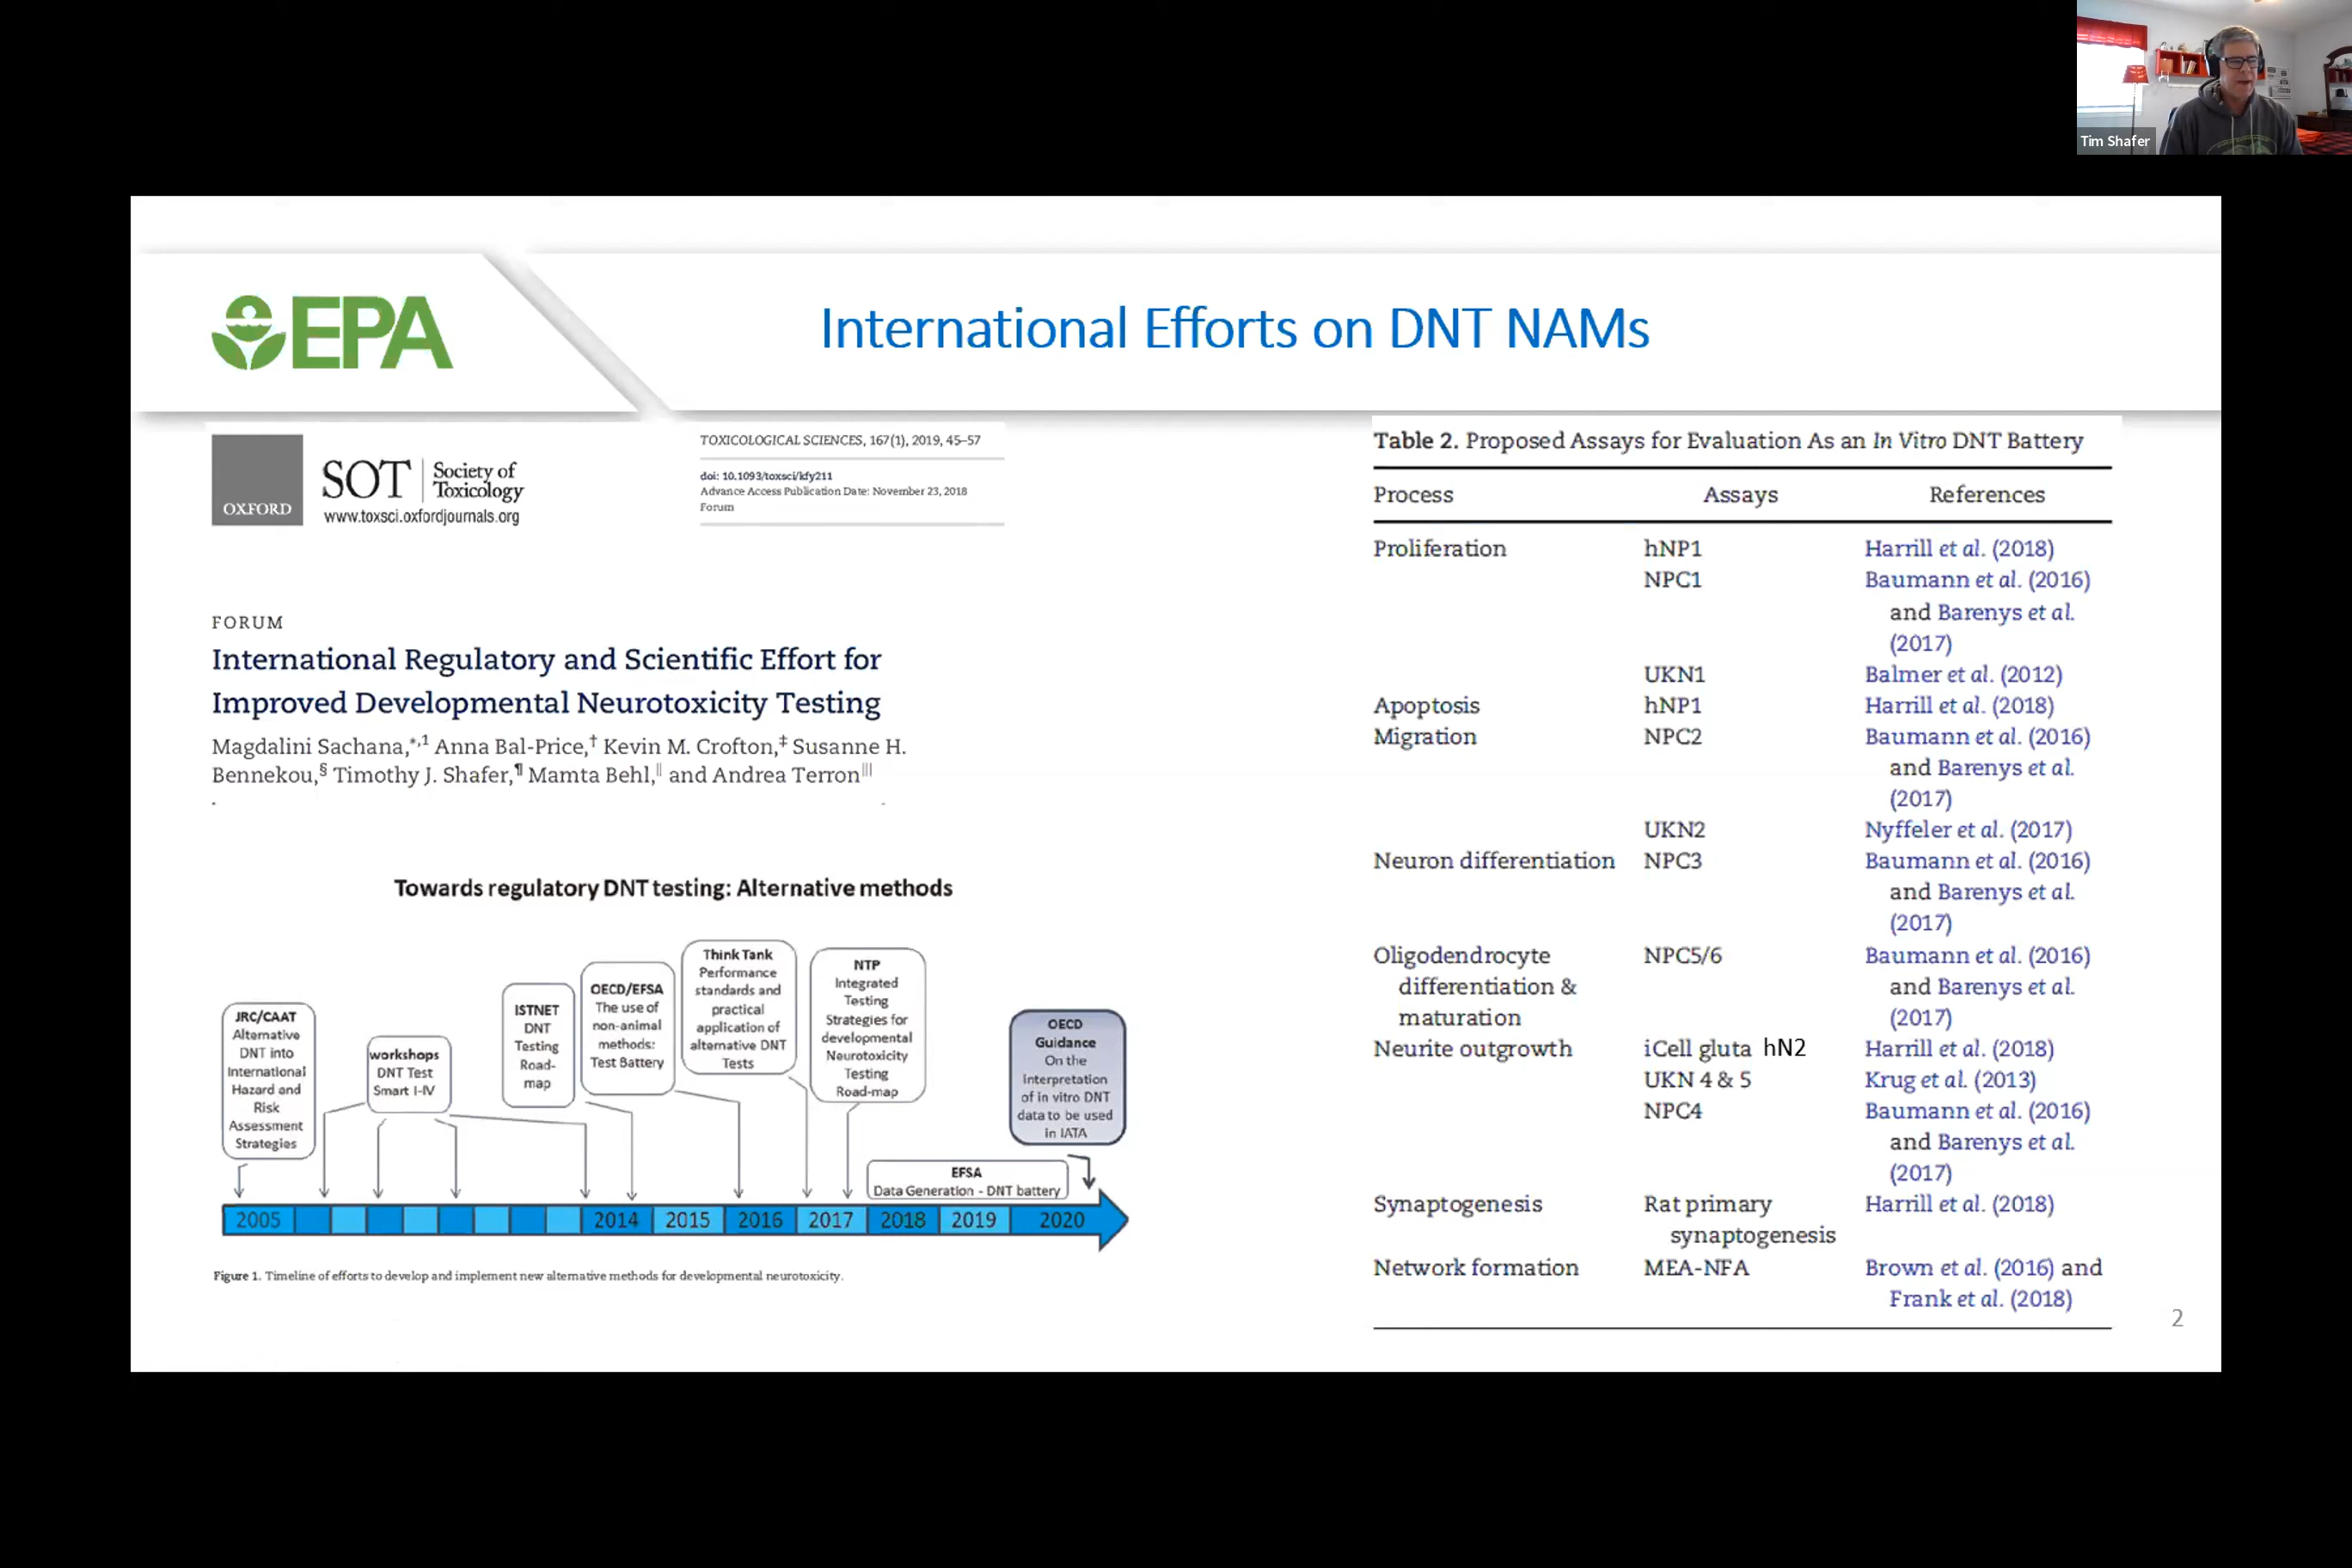 Tim Shafer
EPA
International Efforts on DNT NAMs
OXFORD
SOT
Society of
Toxicology
www.toxsci.oxfordjournals.org
TOXICOLOGICAL SCIENCES, 167(1), 2019, 45–57
doi: 10.1093/toxsci/kfy211
Advance Access Publication Date: November 23, 2018
Forum
FORUM
International Regulatory and Scientific Effort for
Improved Developmental Neurotoxicity Testing
Magdalini Sachana,*,1 Anna Bal-Price,† Kevin M. Crofton,‡ Susanne H.
Bennekou,§ Timothy J. Shafer,¶ Mamta Behl,|| and Andrea Terron|||
Towards regulatory DNT testing: Alternative methods
JRC/CAAT
Alternative
DNT into
International
Hazard and
Risk
Assessment
Strategies
workshops
DNT Test
Smart I-IV
ISTNET
DNT
Testing
Road-
map
OECD/EFSA
The use of
non-animal
methods:
Test Battery
Think Tank
Performance
standards and
practical
application of
alternative DNT
Tests
NTP
Integrated
Testing
Strategies for
developmental
Neurotoxicity
Testing
Road-map
OECD
Guidance
On the
interpretation
of in vitro DNT
data to be used
in IATA
EFSA
Data Generation - DNT battery
2005 2014 2015 2016 2017 2018 2019 2020
Figure 1. Timeline of efforts to develop and implement new alternative methods for developmental neurotoxicity.
Table 2. Proposed Assays for Evaluation As an In Vitro DNT Battery
Process Assays References
Proliferation hNP1 Harrill et al. (2018)
NPC1 Baumann et al. (2016)
and Barenys et al.
(2017)
UKN1 Balmer et al. (2012)
Apoptosis hNP1 Harrill et al. (2018)
Migration NPC2 Baumann et al. (2016)
and Barenys et al.
(2017)
UKN2 Nyffeler et al. (2017)
Neuron differentiation NPC3 Baumann et al. (2016)
and Barenys et al.
(2017)
Oligodendrocyte NPC5/6 Baumann et al. (2016)
differentiation & and Barenys et al.
maturation (2017)
Neurite outgrowth iCell gluta hN2 Harrill et al. (2018)
UKN 4 & 5 Krug et al. (2013)
NPC4 Baumann et al. (2016)
and Barenys et al.
(2017)
Synaptogenesis Rat primary Harrill et al. (2018)
synaptogenesis
Network formation MEA-NFA Brown et al. (2016) and
Frank et al. (2018)
2